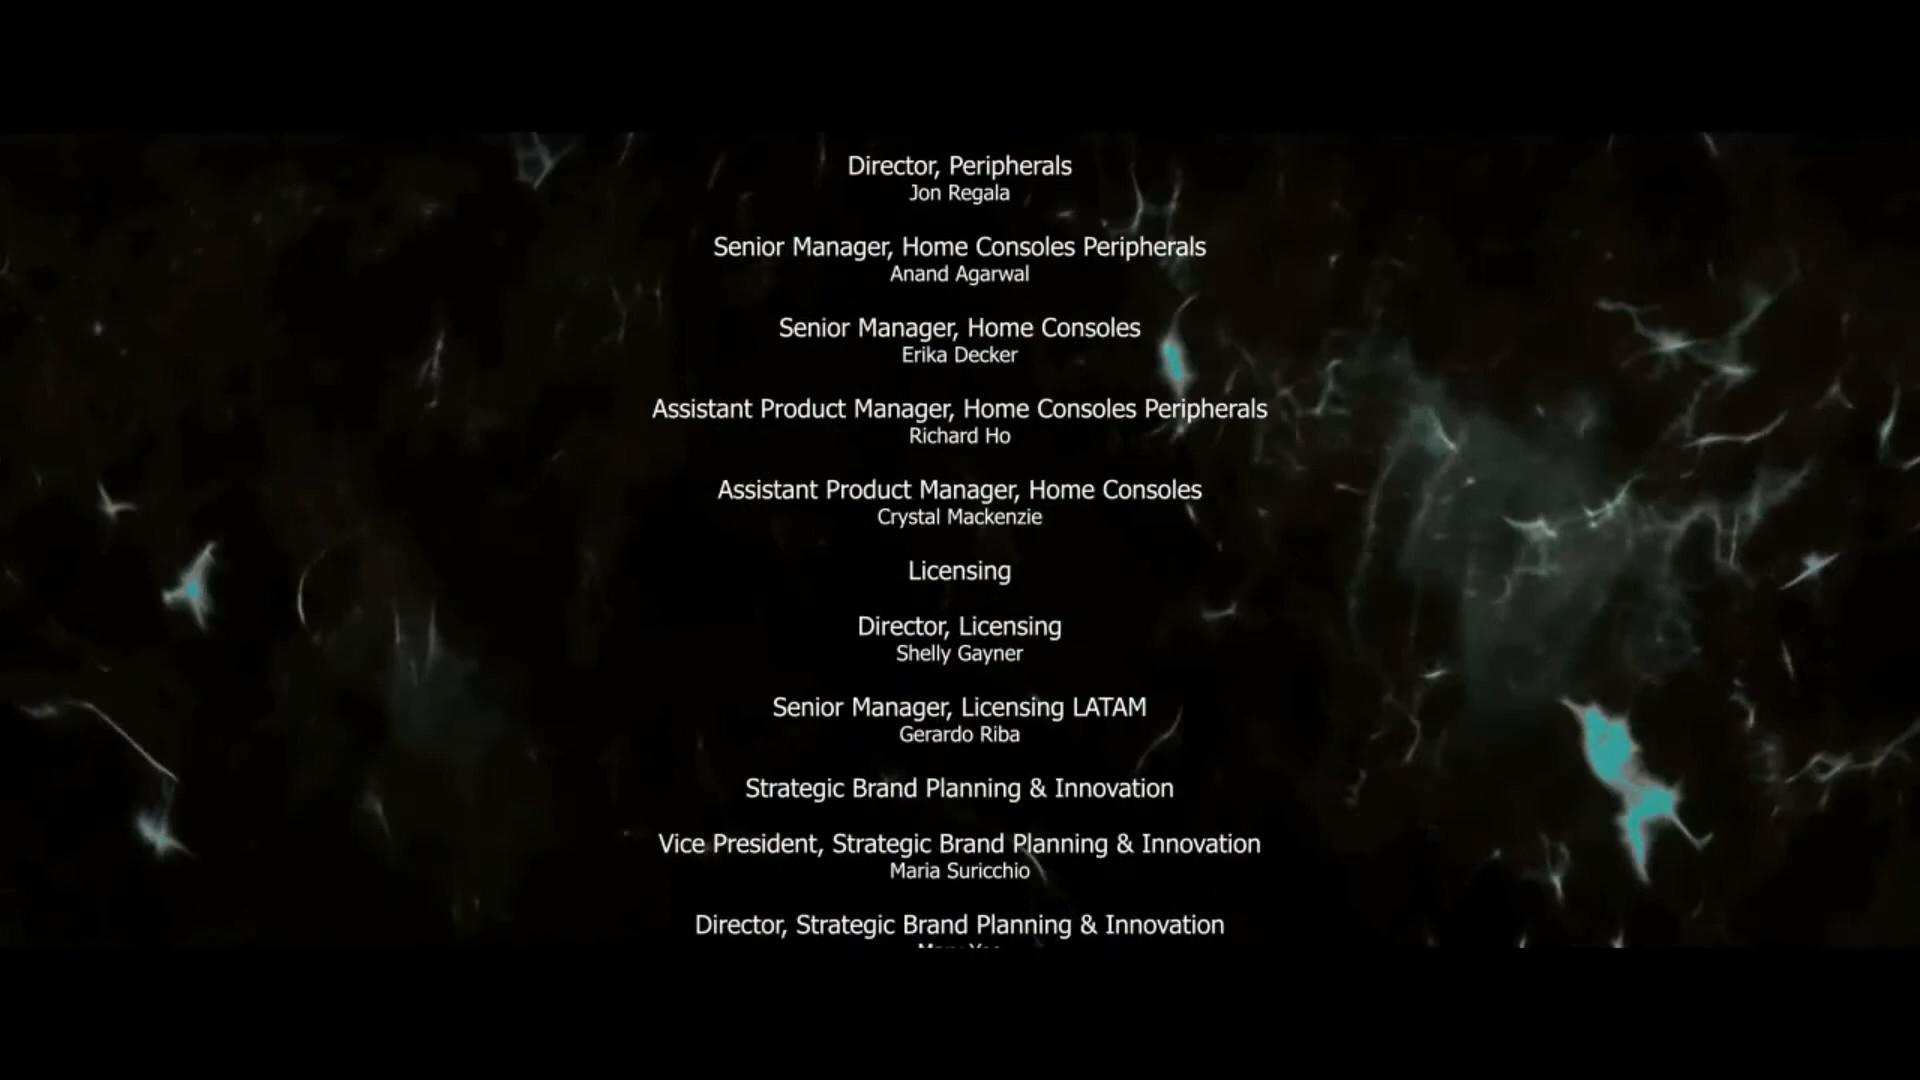 Director, Peripherals
Jon Regala
Senior Manager, Home Consoles Peripherals
Anand Agarwal
Senior Manager, Home Consoles
Erika Decker
Assistant Product Manager, Home Consoles Peripherals
Richard Ho
Assistant Product Manager, Home Consoles
Crystal Mackenzie
Licensing
Director, Licensing
Shelly Gayner
Senior Manager, Licensing LATAM
Gerardo Riba
Strategic Brand Planning & Innovation
Vice President, Strategic Brand Planning & Innovation
Maria Suricchio
Director, Strategic Brand Planning & Innovation